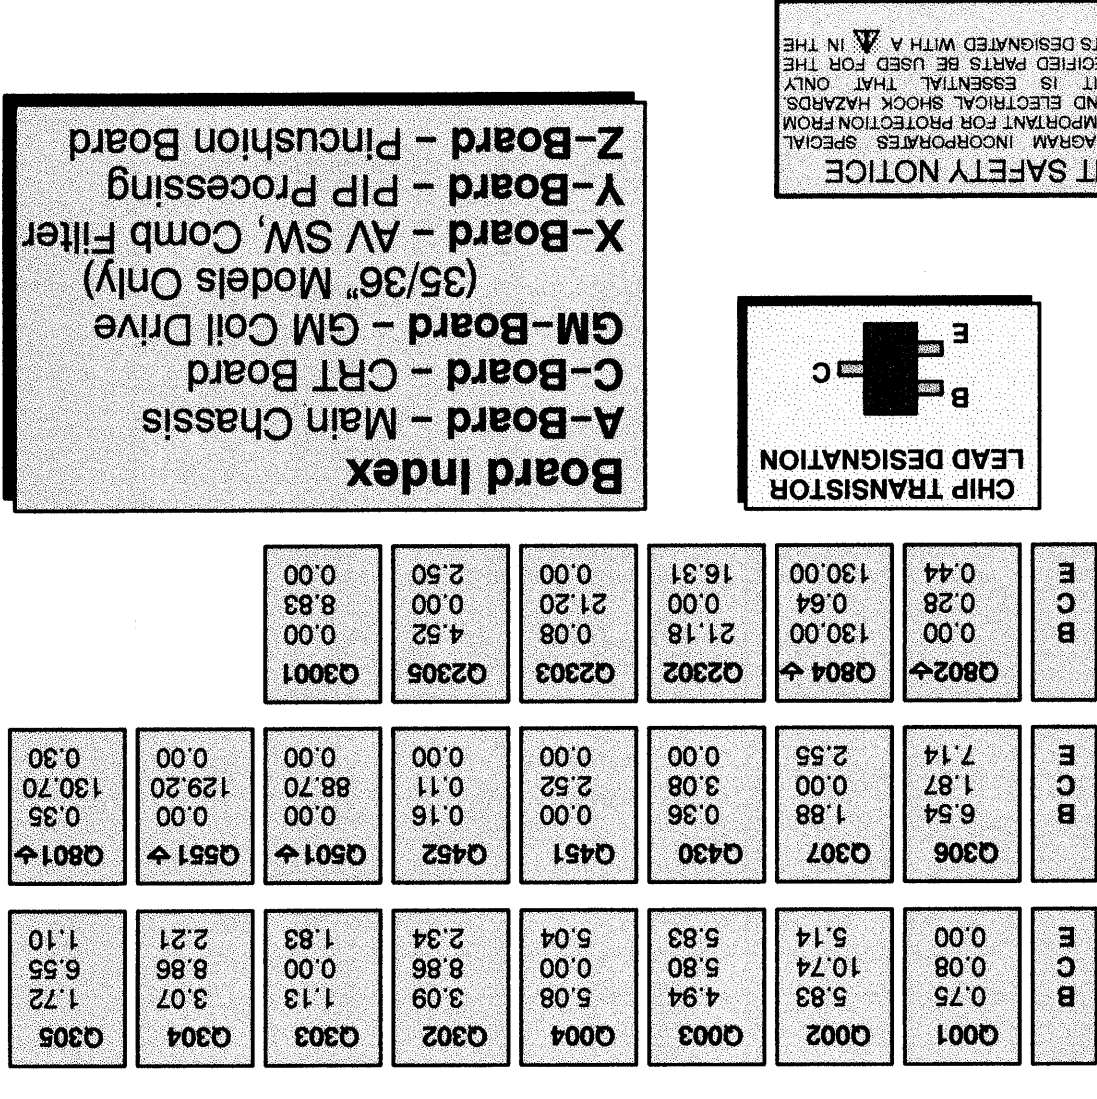 Q001 Q002 Q003 Q004 Q302 Q303 Q304 Q305
B 0.75 5.83 4.94 5.08 3.09 1.13 3.07 1.72
C 0.08 10.74 5.80 0.00 8.86 0.00 8.86 6.55
E 0.00 5.14 5.83 5.04 2.34 1.83 2.21 1.10
Q306 Q307 Q430 Q451 Q452 Q501 Q551 Q801
B 6.54 1.88 0.36 0.00 0.16 0.00 0.00 0.35
C 1.87 0.00 3.08 2.52 0.11 88.70 129.20 130.70
E 7.14 2.55 0.00 0.00 0.00 0.00 0.00 0.30
Q802 Q804 Q2302 Q2303 Q2305 Q3001
B 0.00 130.00 21.18 0.08 4.52 0.00
C 0.28 0.64 0.00 21.20 0.00 8.83
E 0.44 130.00 16.31 0.00 2.50 0.00
CHIP TRANSISTOR
LEAD DESIGNATION
B
C
E
Board Index
A–Board – Main Chassis
C–Board – CRT Board
GM–Board – GM Coil Drive
(35/36" Models Only)
X–Board – AV SW, Comb Filter
Y–Board – PIP Processing
Z–Board – Pincushion Board
T SAFETY NOTICE
AGRAM INCORPORATES SPECIAL
MPORTANT FOR PROTECTION FROM
ND ELECTRICAL SHOCK HAZARDS.
IT IS ESSENTIAL THAT ONLY
ECIFIED PARTS BE USED FOR THE
TS DESIGNATED WITH A IN THE